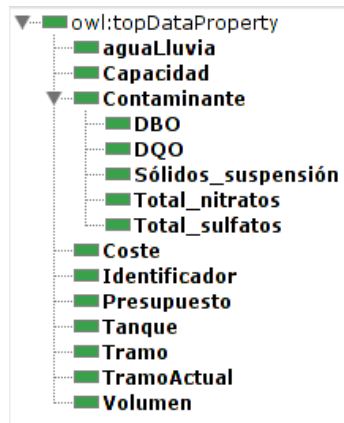 owl:topDataProperty
aguaLluvia
Capacidad
Contaminante
DBO
DQO
Sólidos_suspensión
Total_nitratos
Total_sulfatos
Coste
Identificador
Presupuesto
Tanque
Tramo
TramoActual
Volumen